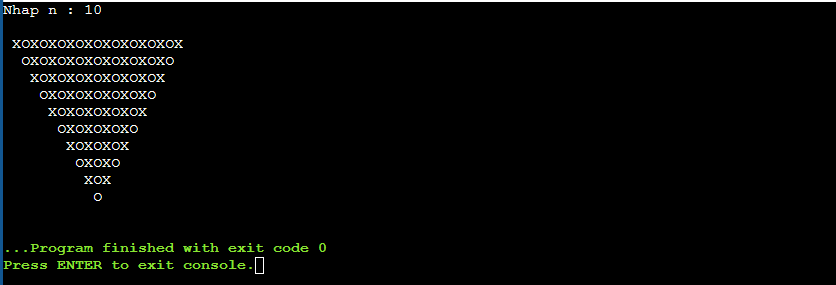 Nhap n : 10
XOXOXOXOXOXOXOXOXOX
OXOXOXOXOXOXOXOXO
XOXOXOXOXOXOXOX
OXOXOXOXOXOXO
XOXOXOXOXOX
OXOXOXOXO
XOXOXOX
OXOXO
XOX
O
...Program finished with exit code 0
Press ENTER to exit console.